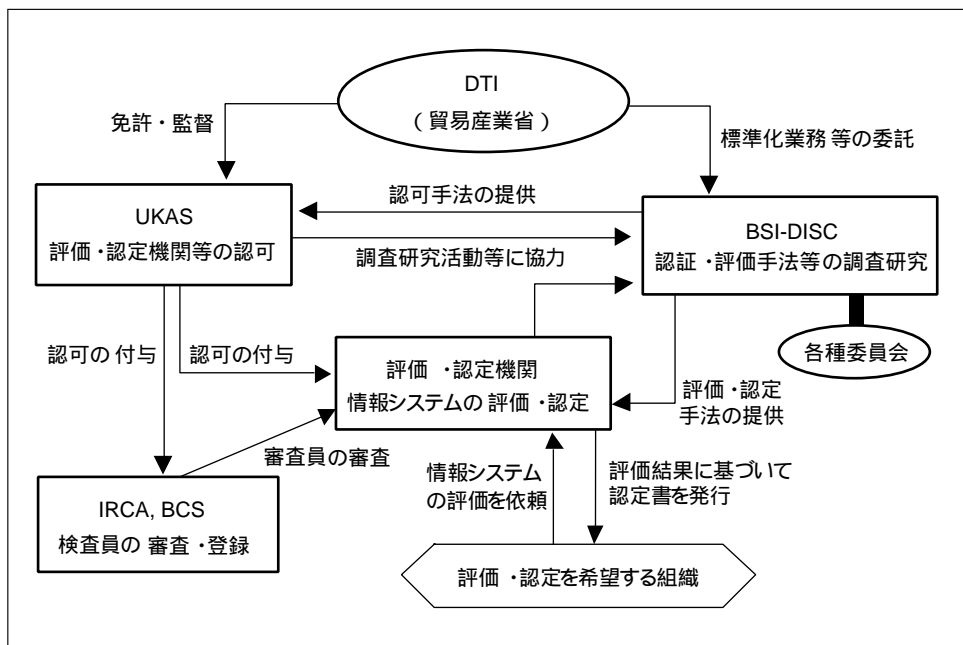 DTI
(貿易産業省)
免許・監督
標準化業務等の委託
認可手法の提供
UKAS
評価・認定機関等の認可
BSI-DISC
認証・評価手法等の調査研究
調査研究活動等に協力
認可の付与
認可の付与
各種委員会
評価・認定機関
情報システムの評価・認定
評価・認定
手法の提供
審査員の審査
情報システム
の評価を依頼
評価結果に基づいて
認定書を発行
IRCA, BCS
検査員の審査・登録
評価・認定を希望する組織